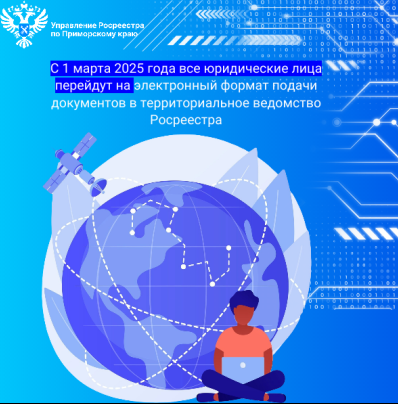 Управление Росреестра
по Приморскому краю
С 1 марта 2025 года все юридические лица
перейдут на электронный формат подачи
документов в территориальное ведомство
Росреестра